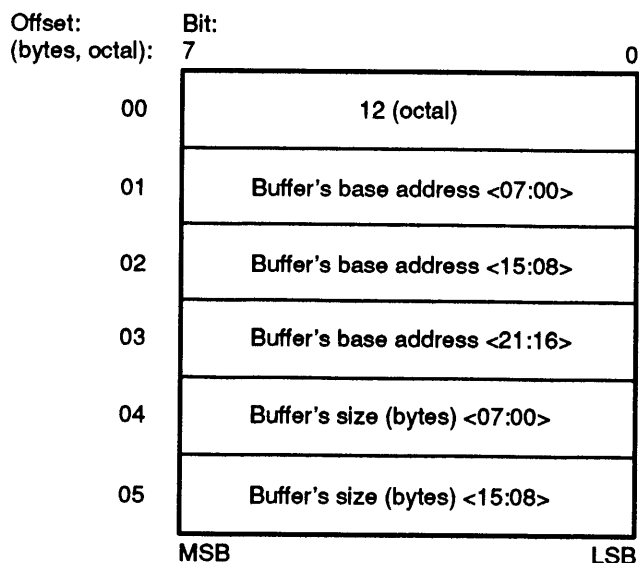 Offset: Bit:
(bytes, octal): 7 0
00 12 (octal)
01 Buffer's base address <07:00>
02 Buffer's base address <15:08>
03 Buffer's base address <21:16>
04 Buffer's size (bytes) <07:00>
05 Buffer's size (bytes) <15:08>
MSB LSB